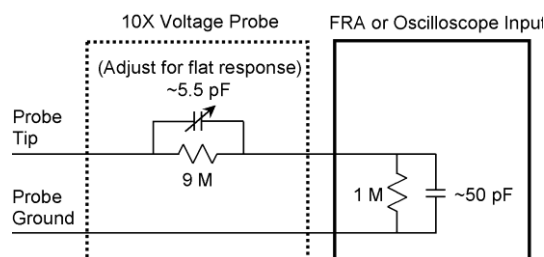 10X Voltage Probe
FRA or Oscilloscope Input
(Adjust for flat response)
~5.5 pF
Probe
Tip
9 M
Probe
Ground
1 M
~50 pF